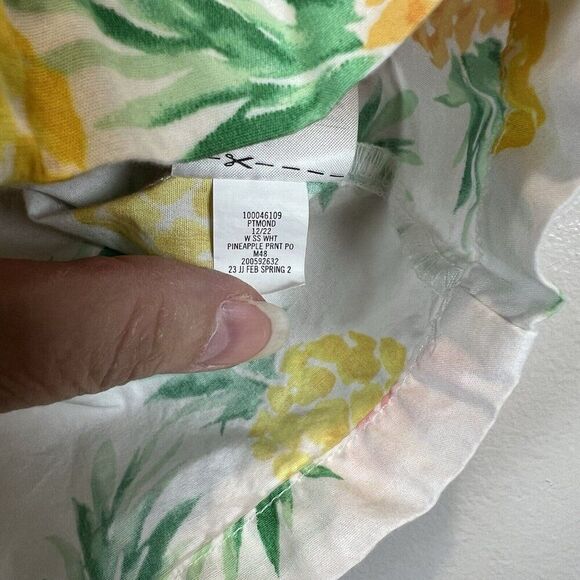 100046109
PTMOND
12/22
W SS WHT
PINEAPPLE PRNT PO
M48
200592632
23 JJ FEB SPRING 2